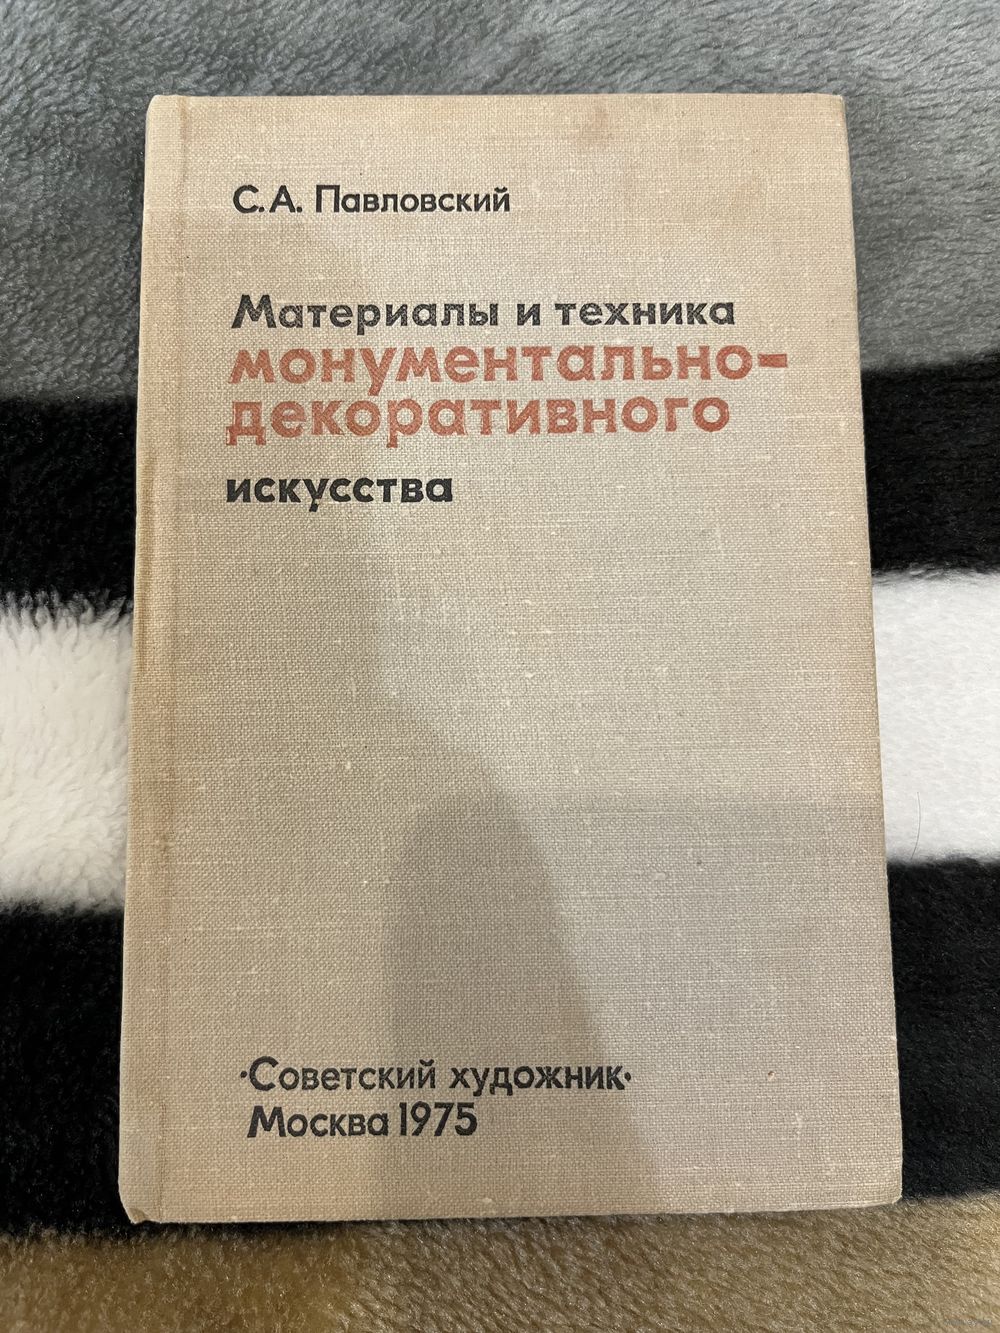 С. А. Павловский
Материалы и техника
монументально-
декоративного
искусства
·Советский художник·
Москва 1975